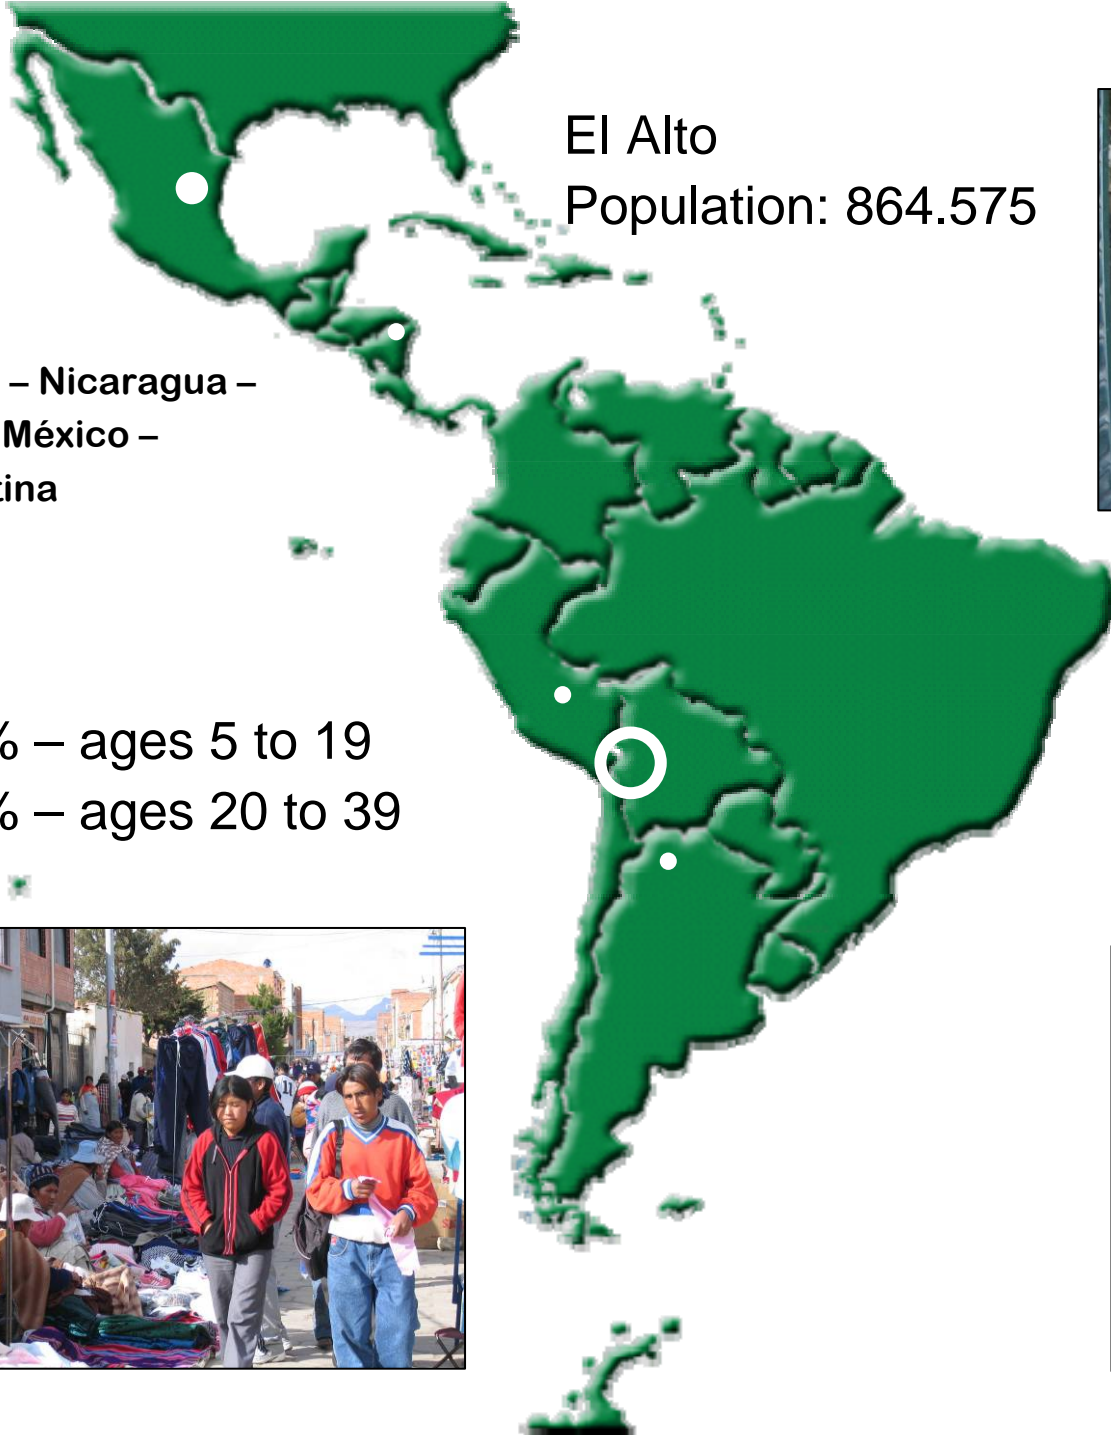 El Alto
Population: 864.575
– Nicaragua –
México –
tina
% – ages 5 to 19
% – ages 20 to 39